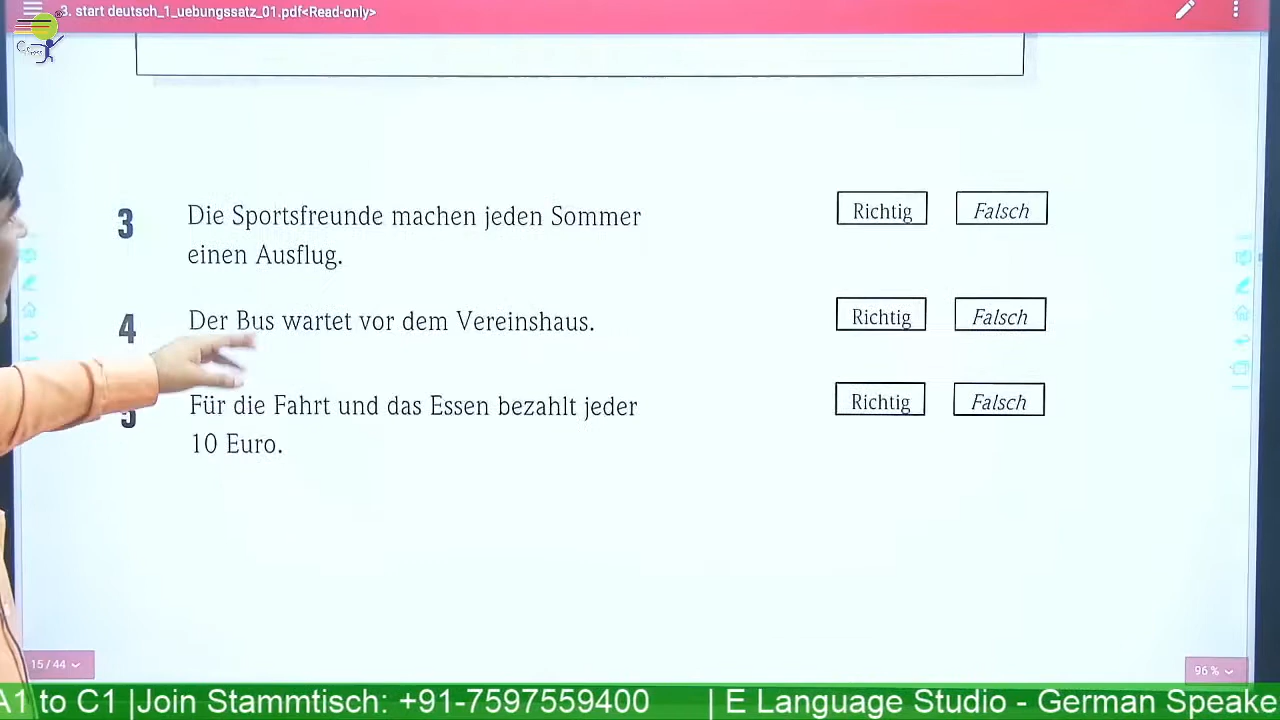 3. start deutsch_1_uebungssatz_01.pdf<Read-only>
3 Die Sportsfreunde machen jeden Sommer Richtig Falsch
einen Ausflug.
4 Der Bus wartet vor dem Vereinshaus. Richtig Falsch
5 Für die Fahrt und das Essen bezahlt jeder Richtig Falsch
10 Euro.
15 / 44
96 %
A1 to C1 |Join Stammtisch: +91-7597559400 | E Language Studio - German Speake